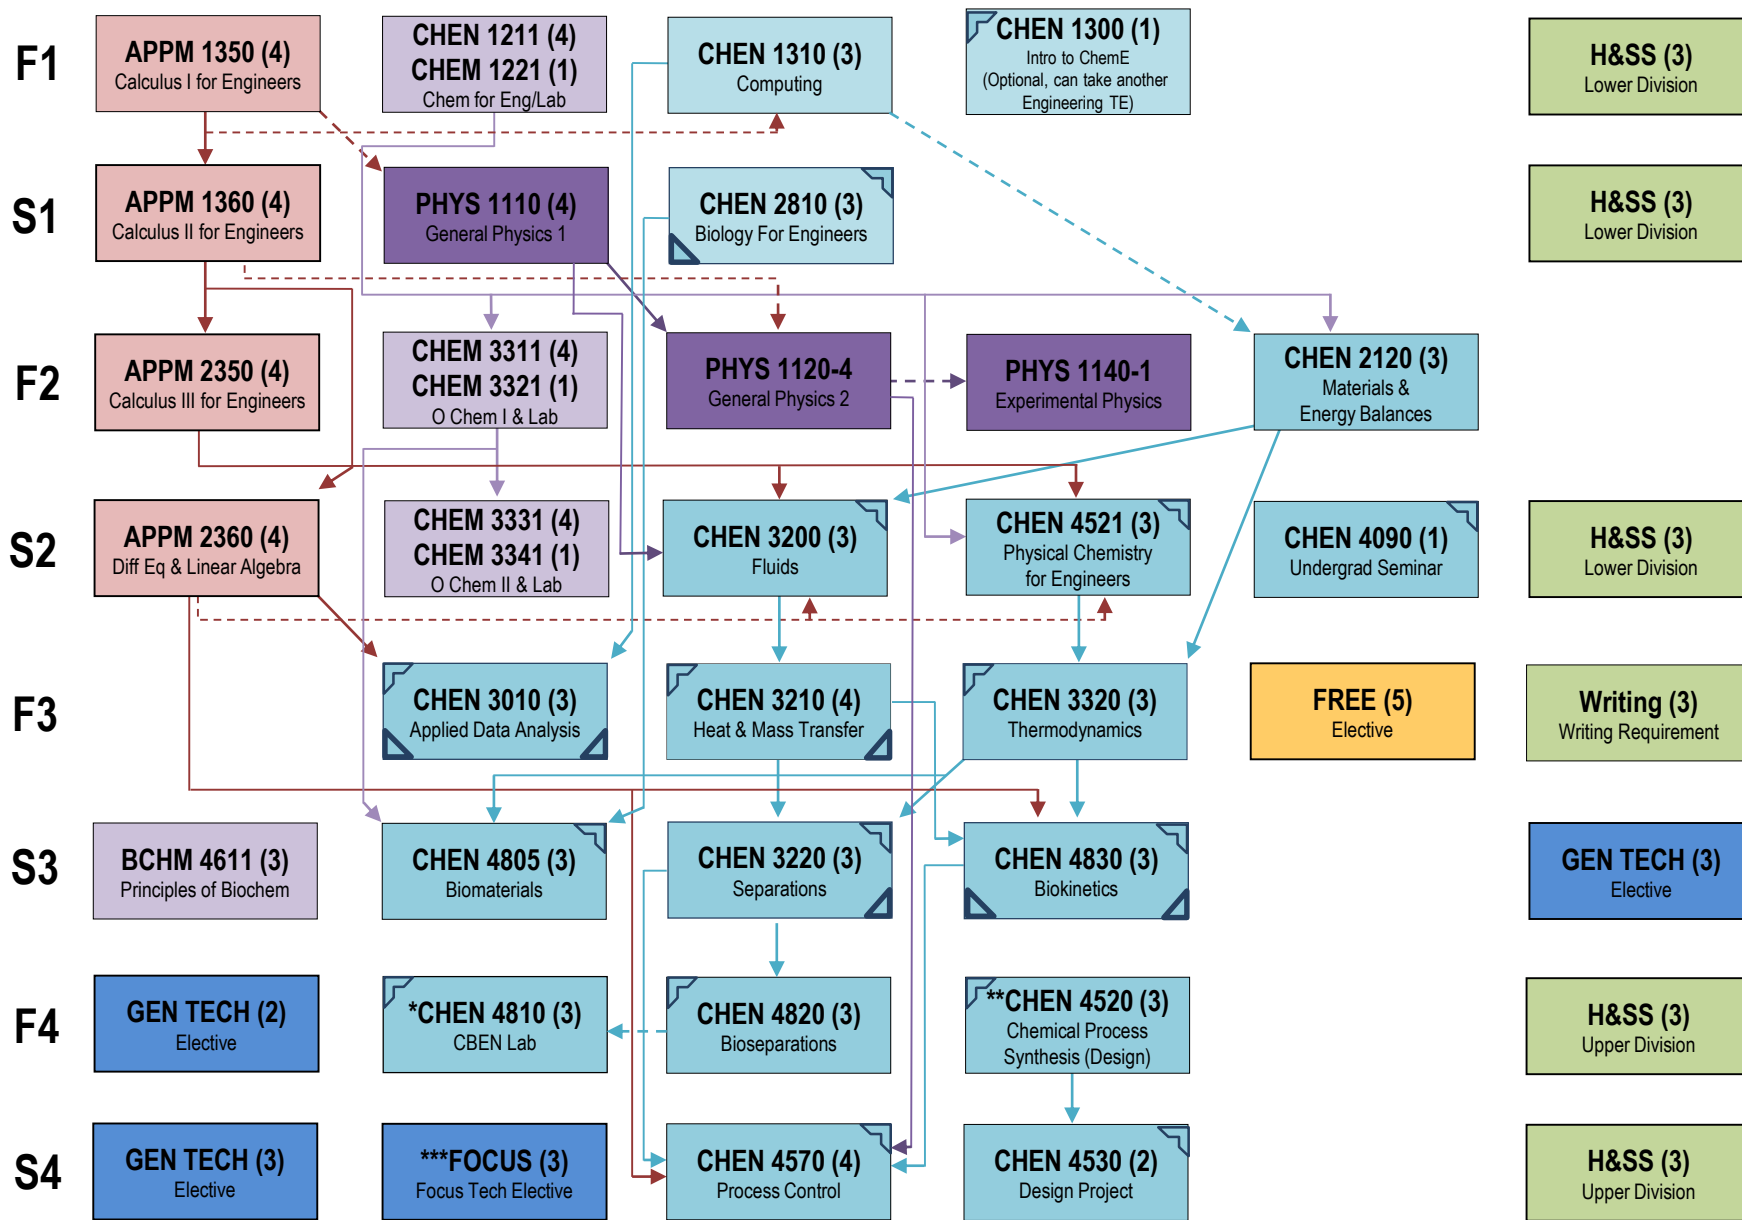 F1
APPM 1350 (4)
Calculus I for Engineers
CHEN 1211 (4)
CHEM 1221 (1)
Chem for Eng/Lab
CHEN 1310 (3)
Computing
CHEN 1300 (1)
Intro to ChemE
(Optional, can take another
Engineering TE)
H&SS (3)
Lower Division
S1
APPM 1360 (4)
Calculus II for Engineers
PHYS 1110 (4)
General Physics 1
CHEN 2810 (3)
Biology For Engineers
H&SS (3)
Lower Division
F2
APPM 2350 (4)
Calculus III for Engineers
CHEM 3311 (4)
CHEM 3321 (1)
O Chem I & Lab
PHYS 1120-4
General Physics 2
PHYS 1140-1
Experimental Physics
CHEN 2120 (3)
Materials &
Energy Balances
S2
APPM 2360 (4)
Diff Eq & Linear Algebra
CHEM 3331 (4)
CHEM 3341 (1)
O Chem II & Lab
CHEN 3200 (3)
Fluids
CHEN 4521 (3)
Physical Chemistry
for Engineers
CHEN 4090 (1)
Undergrad Seminar
H&SS (3)
Lower Division
F3
CHEN 3010 (3)
Applied Data Analysis
CHEN 3210 (4)
Heat & Mass Transfer
CHEN 3320 (3)
Thermodynamics
FREE (5)
Elective
Writing (3)
Writing Requirement
S3
BCHM 4611 (3)
Principles of Biochem
CHEN 4805 (3)
Biomaterials
CHEN 3220 (3)
Separations
CHEN 4830 (3)
Biokinetics
GEN TECH (3)
Elective
F4
GEN TECH (2)
Elective
*CHEN 4810 (3)
CBEN Lab
CHEN 4820 (3)
Bioseparations
**CHEN 4520 (3)
Chemical Process
Synthesis (Design)
H&SS (3)
Upper Division
S4
GEN TECH (3)
Elective
***FOCUS (3)
Focus Tech Elective
CHEN 4570 (4)
Process Control
CHEN 4530 (2)
Design Project
H&SS (3)
Upper Division